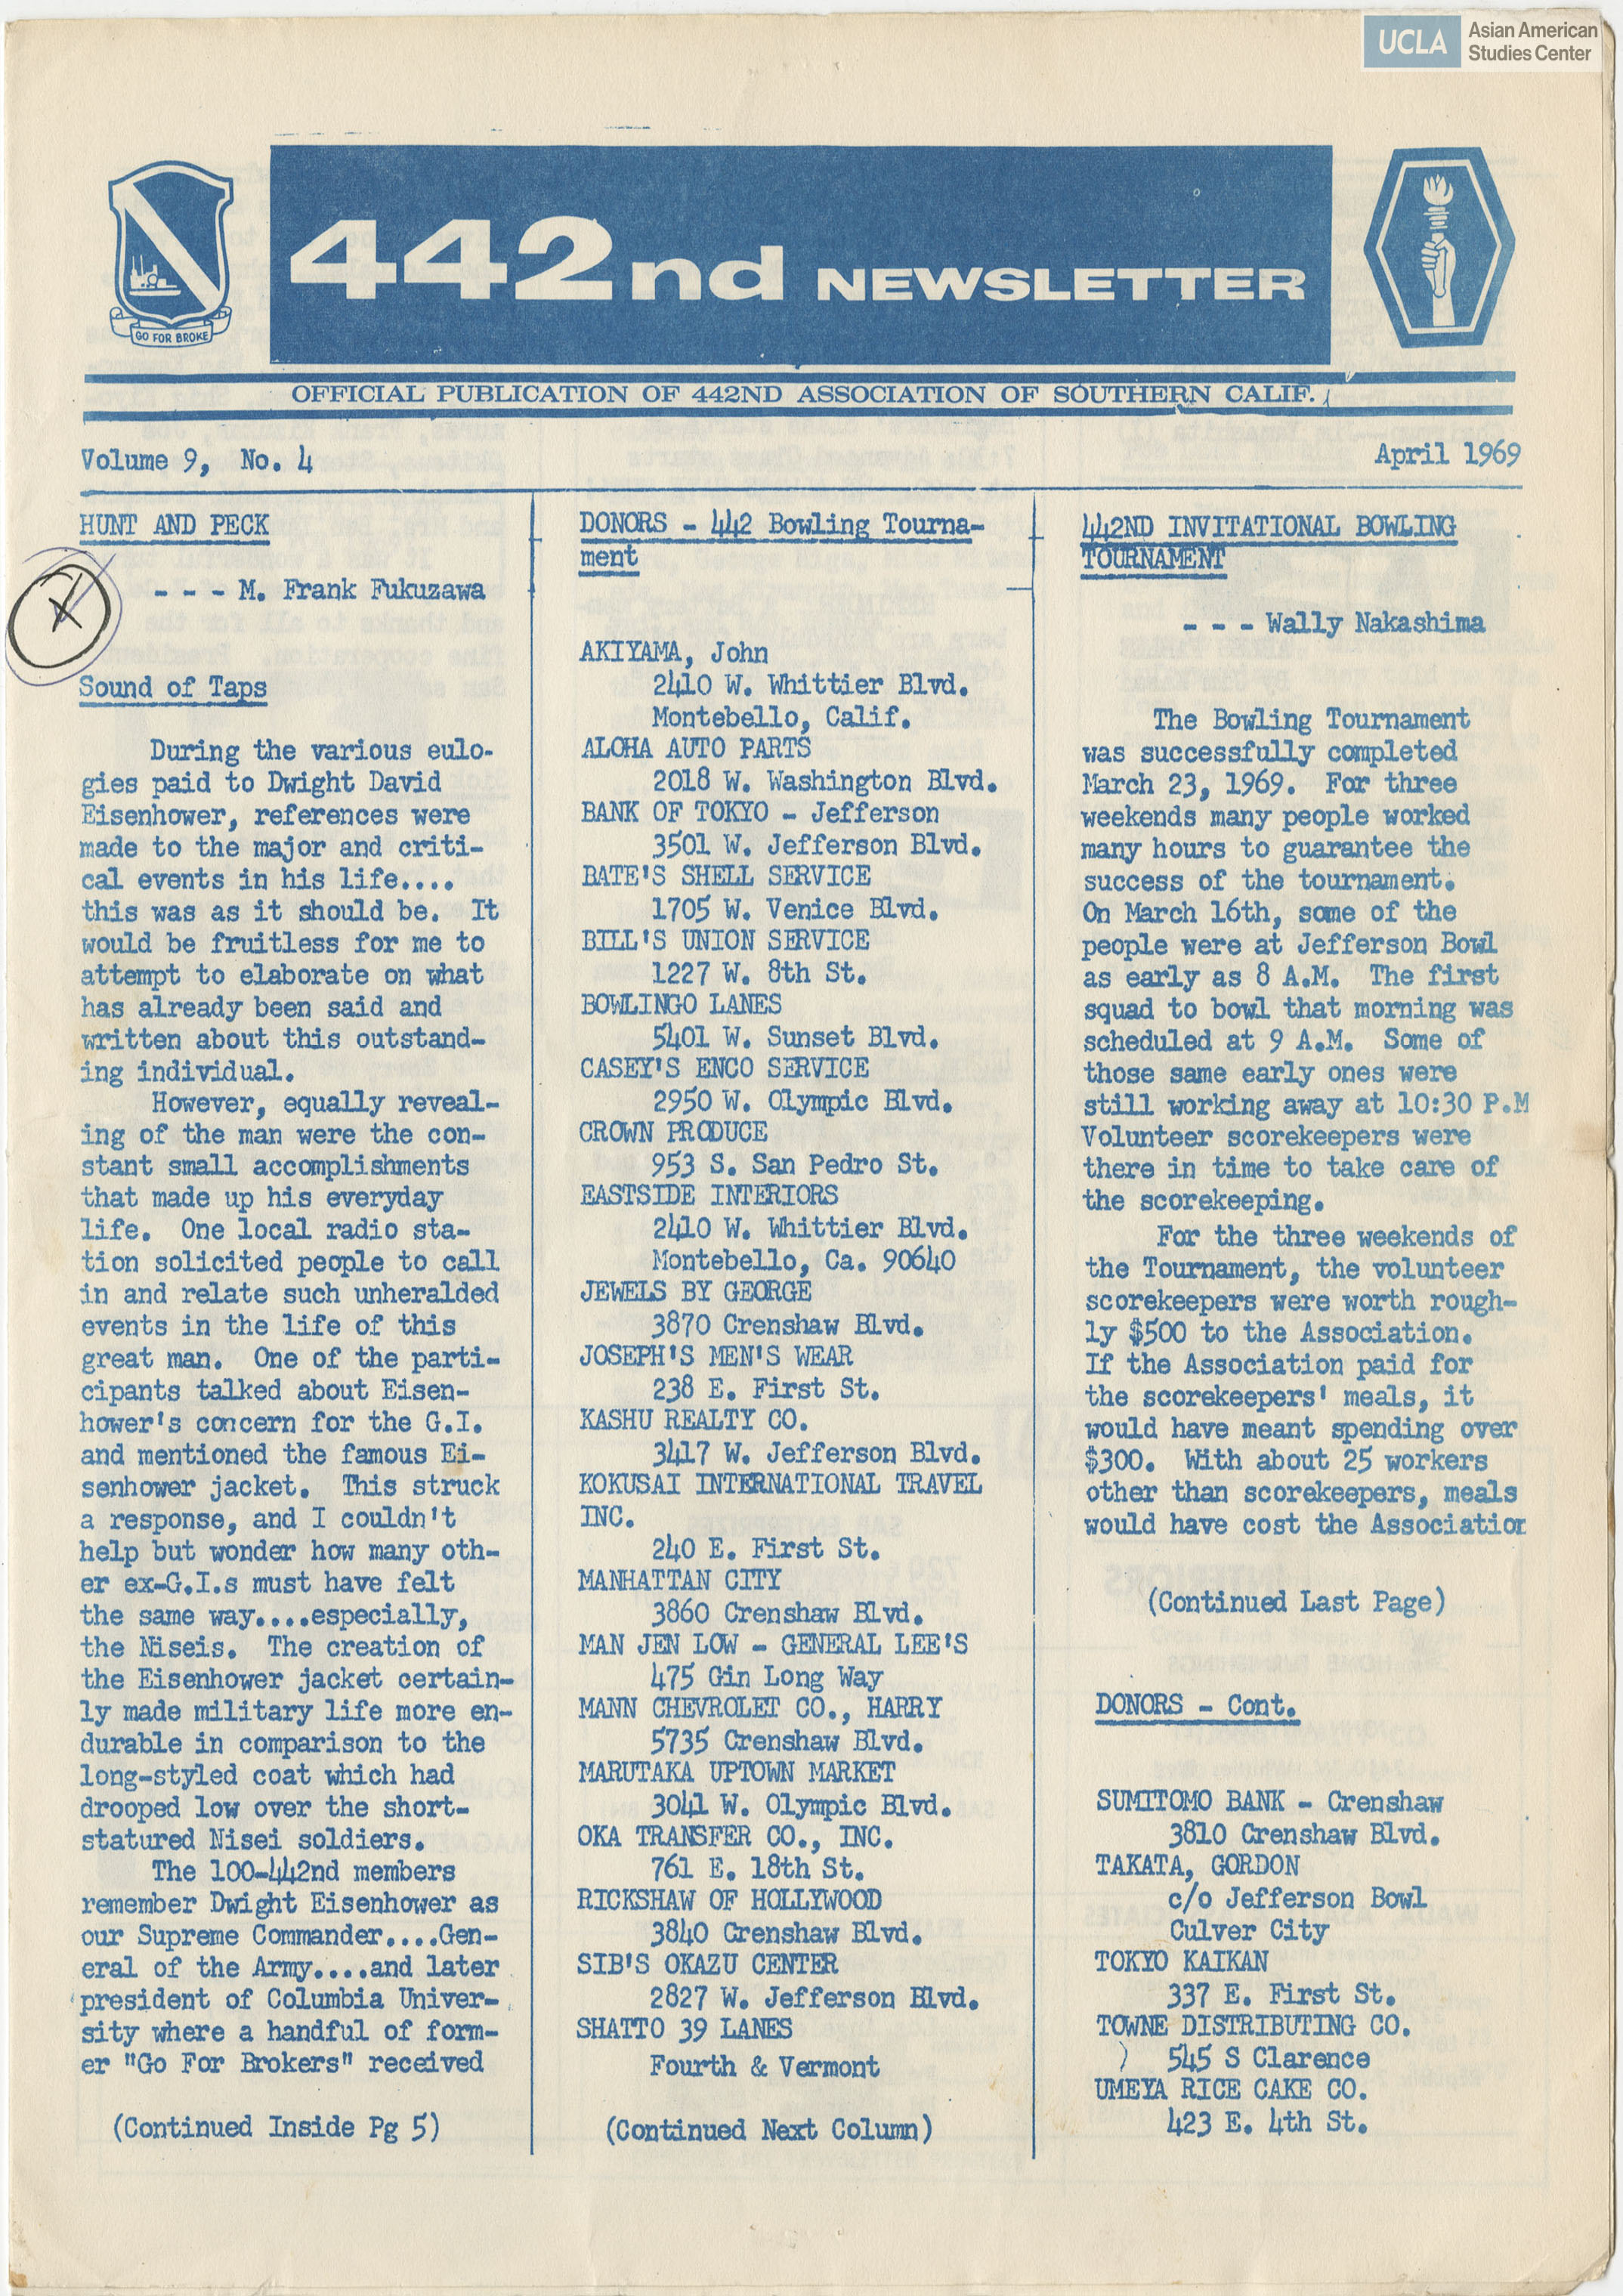 UCLA Asian American
Studies Center
442nd NEWSLETTER
GO FOR BROKE
OFFICIAL PUBLICATION OF 442ND ASSOCIATION OF SOUTHERN CALIF.
Volume 9, No. 4
April 1969
HUNT AND PECK
- - - M. Frank Fukuzawa
Sound of Taps
During the various eulo-
gies paid to Dwight David
Eisenhower, references were
made to the major and criti-
cal events in his life....
this was as it should be. It
would be fruitless for me to
attempt to elaborate on what
has already been said and
written about this outstand-
ing individual.
However, equally reveal-
ing of the man were the con-
stant small accomplishments
that made up his everyday
life. One local radio sta-
tion solicited people to call
in and relate such unheralded
events in the life of this
great man. One of the parti-
cipants talked about Eisen-
hower's concern for the G.I.
and mentioned the famous Ei-
senhower jacket. This struck
a response, and I couldn't
help but wonder how many oth-
er ex-G.I.s must have felt
the same way....especially,
the Niseis. The creation of
the Eisenhower jacket certain-
ly made military life more en-
durable in comparison to the
long-styled coat which had
drooped low over the short-
statured Nisei soldiers.
The 100-442nd members
remember Dwight Eisenhower as
our Supreme Commander....Gen-
eral of the Army....and later
president of Columbia Univer-
sity where a handful of form-
er "Go For Brokers" received
(Continued Inside Pg 5)
DONORS - 442 Bowling Tourna-
ment
AKIYAMA, John
2410 W. Whittier Blvd.
Montebello, Calif.
ALOHA AUTO PARTS
2018 W. Washington Blvd.
BANK OF TOKYO - Jefferson
3501 W. Jefferson Blvd.
BATE'S SHELL SERVICE
1705 W. Venice Blvd.
BILL'S UNION SERVICE
1227 W. 8th St.
BOWLINGO LANES
5401 W. Sunset Blvd.
CASEY'S ENCO SERVICE
2950 W. Olympic Blvd.
CROWN PRODUCE
953 S. San Pedro St.
EASTSIDE INTERIORS
2410 W. Whittier Blvd.
Montebello, Ca. 90640
JEWELS BY GEORGE
3870 Crenshaw Blvd.
JOSEPH'S MEN'S WEAR
238 E. First St.
KASHU REALTY CO.
3417 W. Jefferson Blvd.
KOKUSAI INTERNATIONAL TRAVEL
INC.
240 E. First St.
MANHATTAN CITY
3860 Crenshaw Blvd.
MAN JEN LOW - GENERAL LEE'S
475 Gin Long Way
MANN CHEVROLET CO., HARRY
5735 Crenshaw Blvd.
MARUTAKA UPTOWN MARKET
3041 W. Olympic Blvd.
OKA TRANSFER CO., INC.
761 E. 18th St.
RICKSHAW OF HOLLYWOOD
3840 Crenshaw Blvd.
SIB'S OKAZU CENTER
2827 W. Jefferson Blvd.
SHATTO 39 LANES
Fourth & Vermont
(Continued Next Column)
442ND INVITATIONAL BOWLING
TOURNAMENT
- - - Wally Nakashima
The Bowling Tournament
was successfully completed
March 23, 1969. For three
weekends many people worked
many hours to guarantee the
success of the tournament.
On March 16th, some of the
people were at Jefferson Bowl
as early as 8 A.M. The first
squad to bowl that morning was
scheduled at 9 A.M. Some of
those same early ones were
still working away at 10:30 P.M
Volunteer scorekeepers were
there in time to take care of
the scorekeeping.
For the three weekends of
the Tournament, the volunteer
scorekeepers were worth rough-
ly $500 to the Association.
If the Association paid for
the scorekeepers' meals, it
would have meant spending over
$300. With about 25 workers
other than scorekeepers, meals
would have cost the Association
(Continued Last Page)
DONORS - Cont.
SUMITOMO BANK - Crenshaw
3810 Crenshaw Blvd.
TAKATA, GORDON
c/o Jefferson Bowl
Culver City
TOKYO KAIKAN
337 E. First St.
TOWNE DISTRIBUTING CO.
545 S Clarence
UMEYA RICE CAKE CO.
423 E. 4th St.